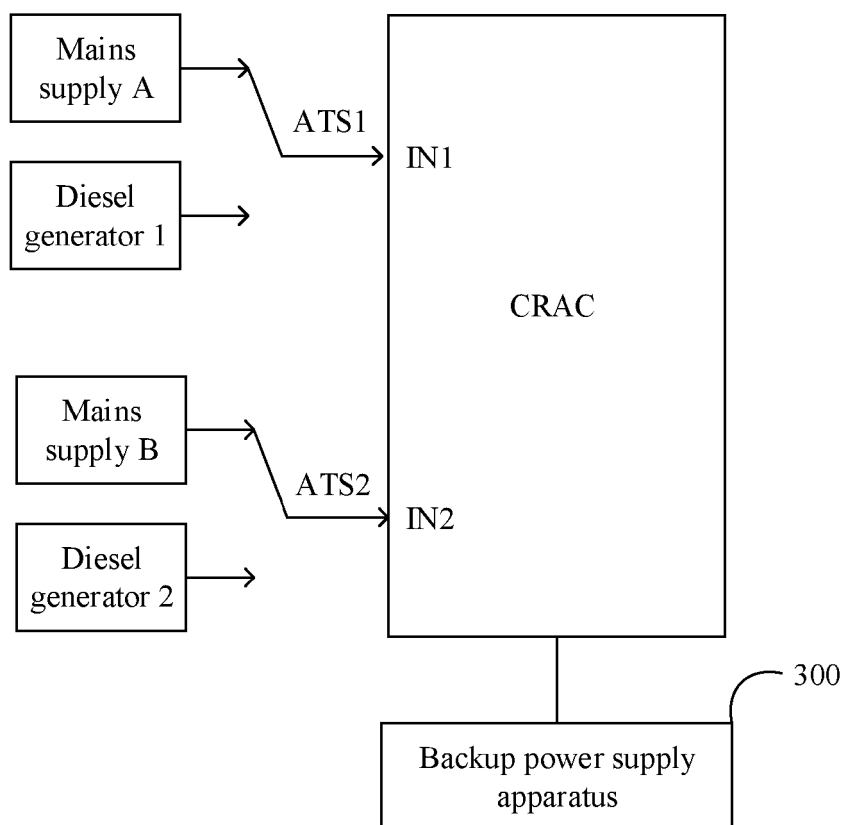 Mains
supply A
ATS1
IN1
Diesel
generator 1
CRAC
Mains
supply B
ATS2
IN2
Diesel
generator 2
300
Backup power supply
apparatus